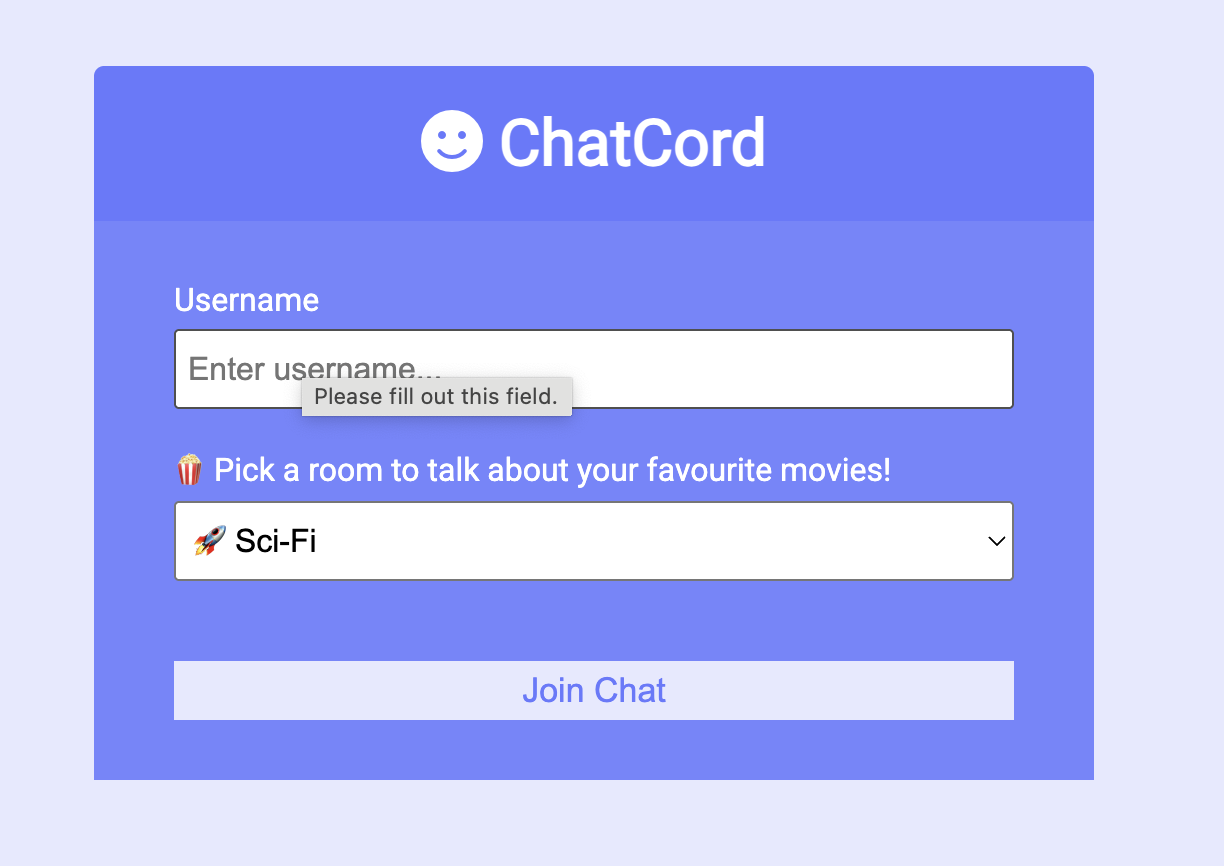 ChatCord
Username
Enter username...
Please fill out this field.
🍿 Pick a room to talk about your favourite movies!
🚀 Sci-Fi
Join Chat